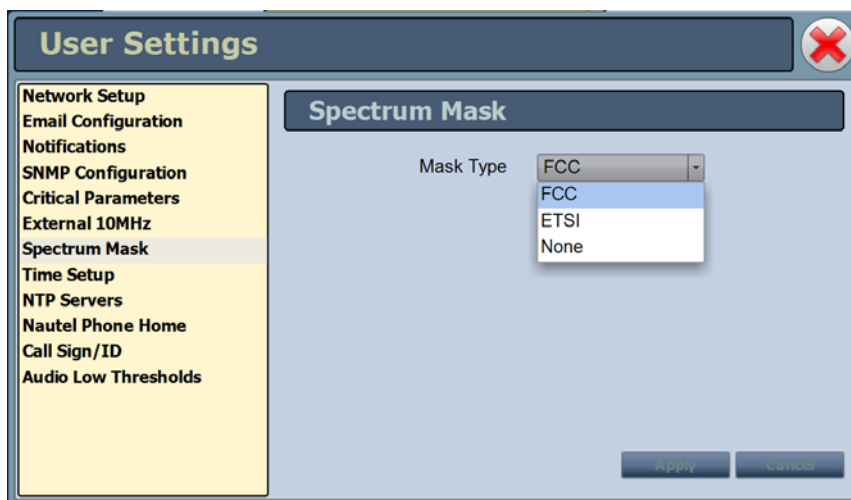 User Settings
Network Setup
Email Configuration
Notifications
SNMP Configuration
Critical Parameters
External 10MHz
Spectrum Mask
Time Setup
NTP Servers
Nautel Phone Home
Call Sign/ID
Audio Low Thresholds
Spectrum Mask
Mask Type FCC
FCC
ETSI
None
Apply Cancel